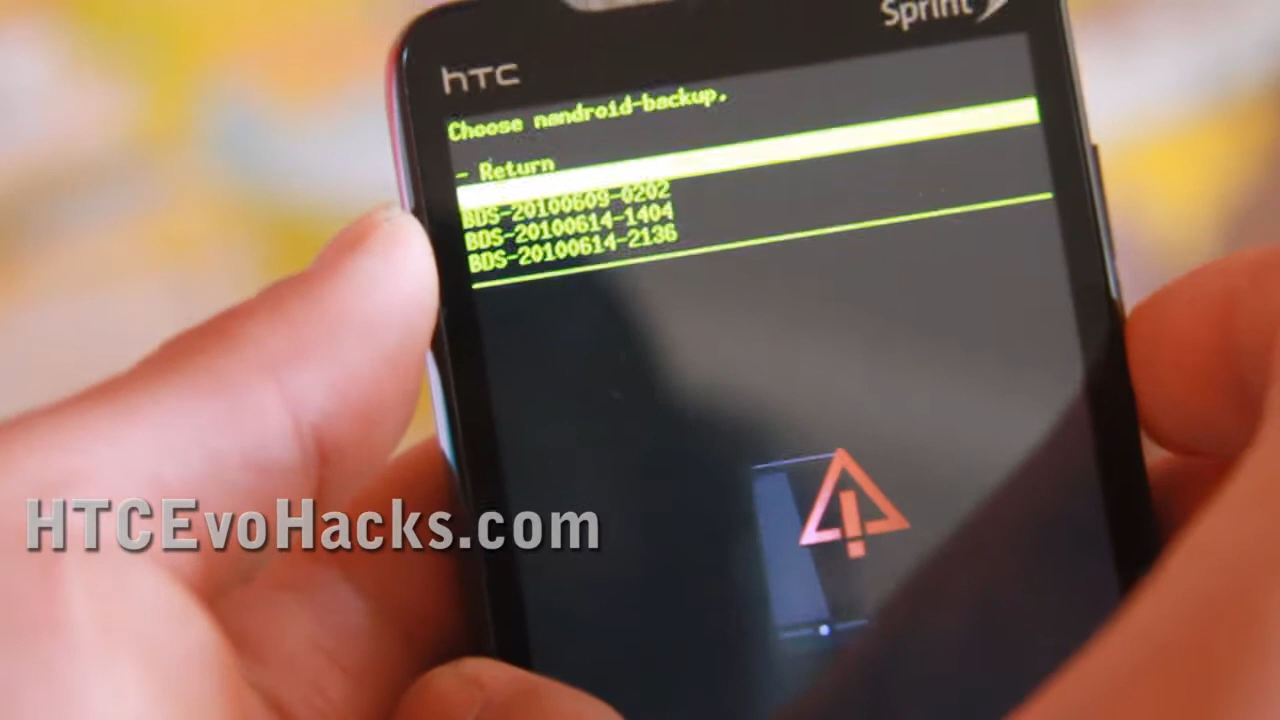 Sprint
hTC
Choose nandroid-backup.
- Return
BDS-20100609-0202
BDS-20100614-1404
BDS-20100614-2136
HTCEvoHacks.com